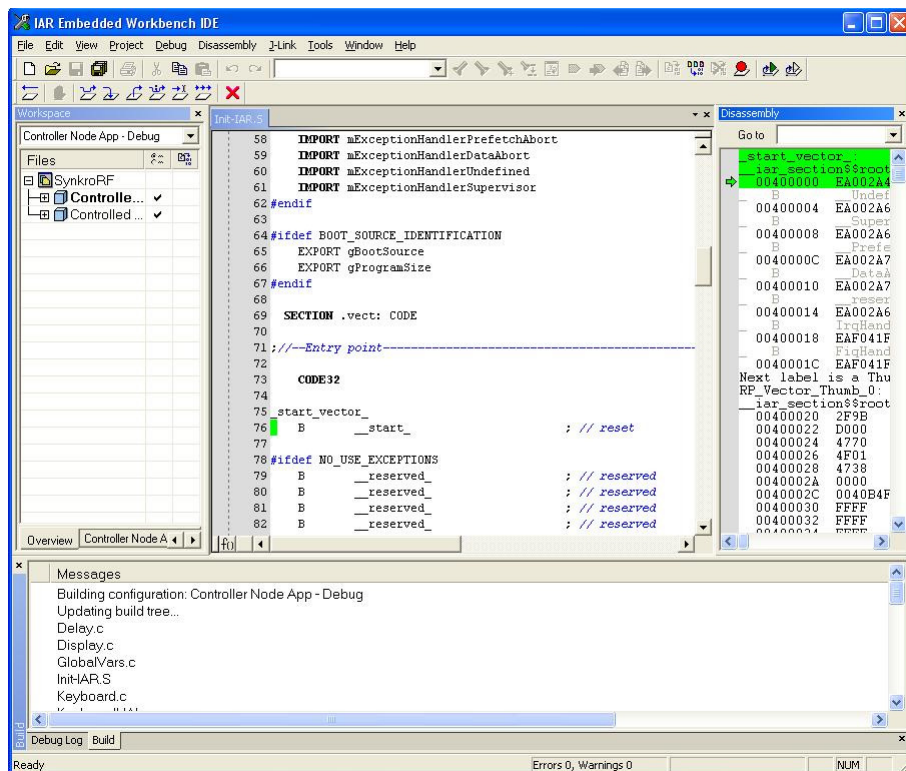 IAR Embedded Workbench IDE
File Edit View Project Debug Disassembly J-Link Tools Window Help
Workspace
Controller Node App - Debug
Files
SynkroRF
Controlle...
Controlled ...
Overview Controller Node A
Init-IAR.S
58 IMPORT mExceptionHandlerPrefetchAbort
59 IMPORT mExceptionHandlerDataAbort
60 IMPORT mExceptionHandlerUndefined
61 IMPORT mExceptionHandlerSupervisor
62 #endif
63
64 #ifdef BOOT_SOURCE_IDENTIFICATION
65 EXPORT gBootSource
66 EXPORT gProgramSize
67 #endif
68
69 SECTION .vect: CODE
70
71 ;//--Entry point------------------------------------------------
72
73 CODE32
74
75 _start_vector_
76 B __start_ ; // reset
77
78 #ifdef NO_USE_EXCEPTIONS
79 B __reserved_ ; // reserved
80 B __reserved_ ; // reserved
81 B __reserved_ ; // reserved
82 B __reserved_ ; // reserved
f()
Disassembly
Go to
_start_vector_:
__iar_section$$root
00400000 EA002A4
B __Undef
00400004 EA002A6
B __Super
00400008 EA002A6
B __Prefe
0040000C EA002A7
B __DataA
00400010 EA002A7
B __reser
00400014 EA002A6
B IrqHand
00400018 EAF041F
B FiqHand
0040001C EAF041F
Next label is a Thu
RP_Vector_Thumb_0:
__iar_section$$root
00400020 2F9B
00400022 D000
00400024 4770
00400026 4F01
00400028 4738
0040002A 0000
0040002C 0040B4F
00400030 FFFF
00400032 FFFF
Messages
Building configuration: Controller Node App - Debug
Updating build tree...
Delay.c
Display.c
GlobalVars.c
Init-IAR.S
Keyboard.c
Build
Debug Log Build
Ready Errors 0, Warnings 0 NUM